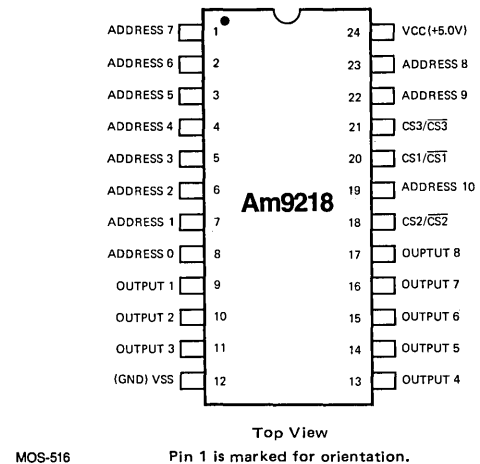 ADDRESS 7 1 24 VCC (+5.0V)
ADDRESS 6 2 23 ADDRESS 8
ADDRESS 5 3 22 ADDRESS 9
ADDRESS 4 4 21 CS3/C̅S̅3̅
ADDRESS 3 5 20 CS1/C̅S̅1̅
ADDRESS 2 6 19 ADDRESS 10
Am9218
ADDRESS 1 7 18 CS2/C̅S̅2̅
ADDRESS 0 8 17 OUPTUT 8
OUTPUT 1 9 16 OUTPUT 7
OUTPUT 2 10 15 OUTPUT 6
OUTPUT 3 11 14 OUTPUT 5
(GND) VSS 12 13 OUTPUT 4
Top View
MOS-516 Pin 1 is marked for orientation.